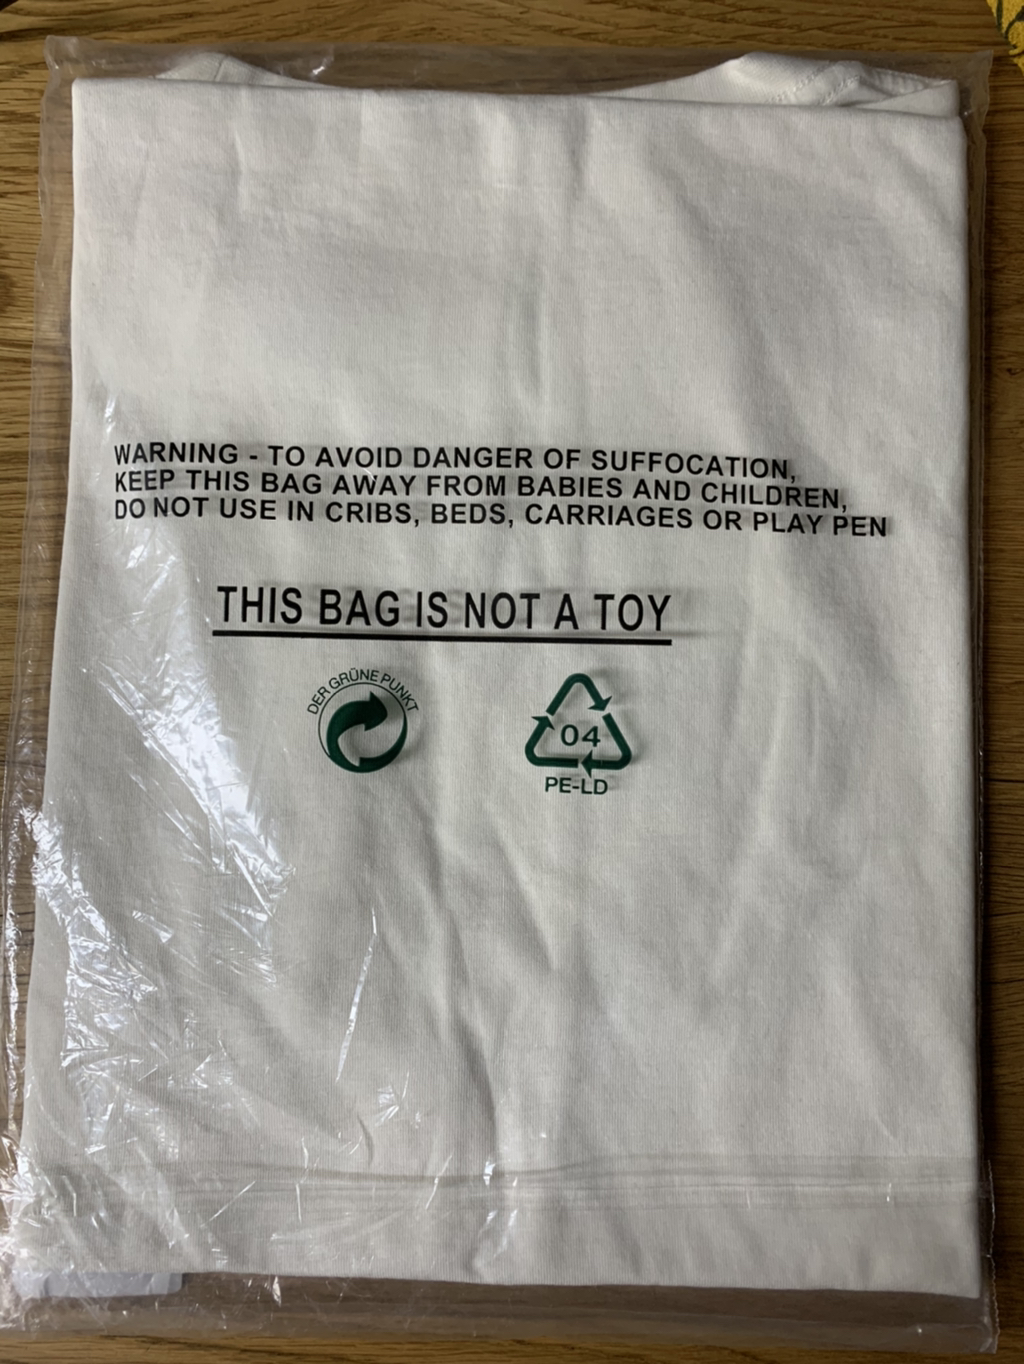 WARNING - TO AVOID DANGER OF SUFFOCATION,
KEEP THIS BAG AWAY FROM BABIES AND CHILDREN,
DO NOT USE IN CRIBS, BEDS, CARRIAGES OR PLAY PEN
THIS BAG IS NOT A TOY
DER GRÜNE PUNKT
04
PE-LD